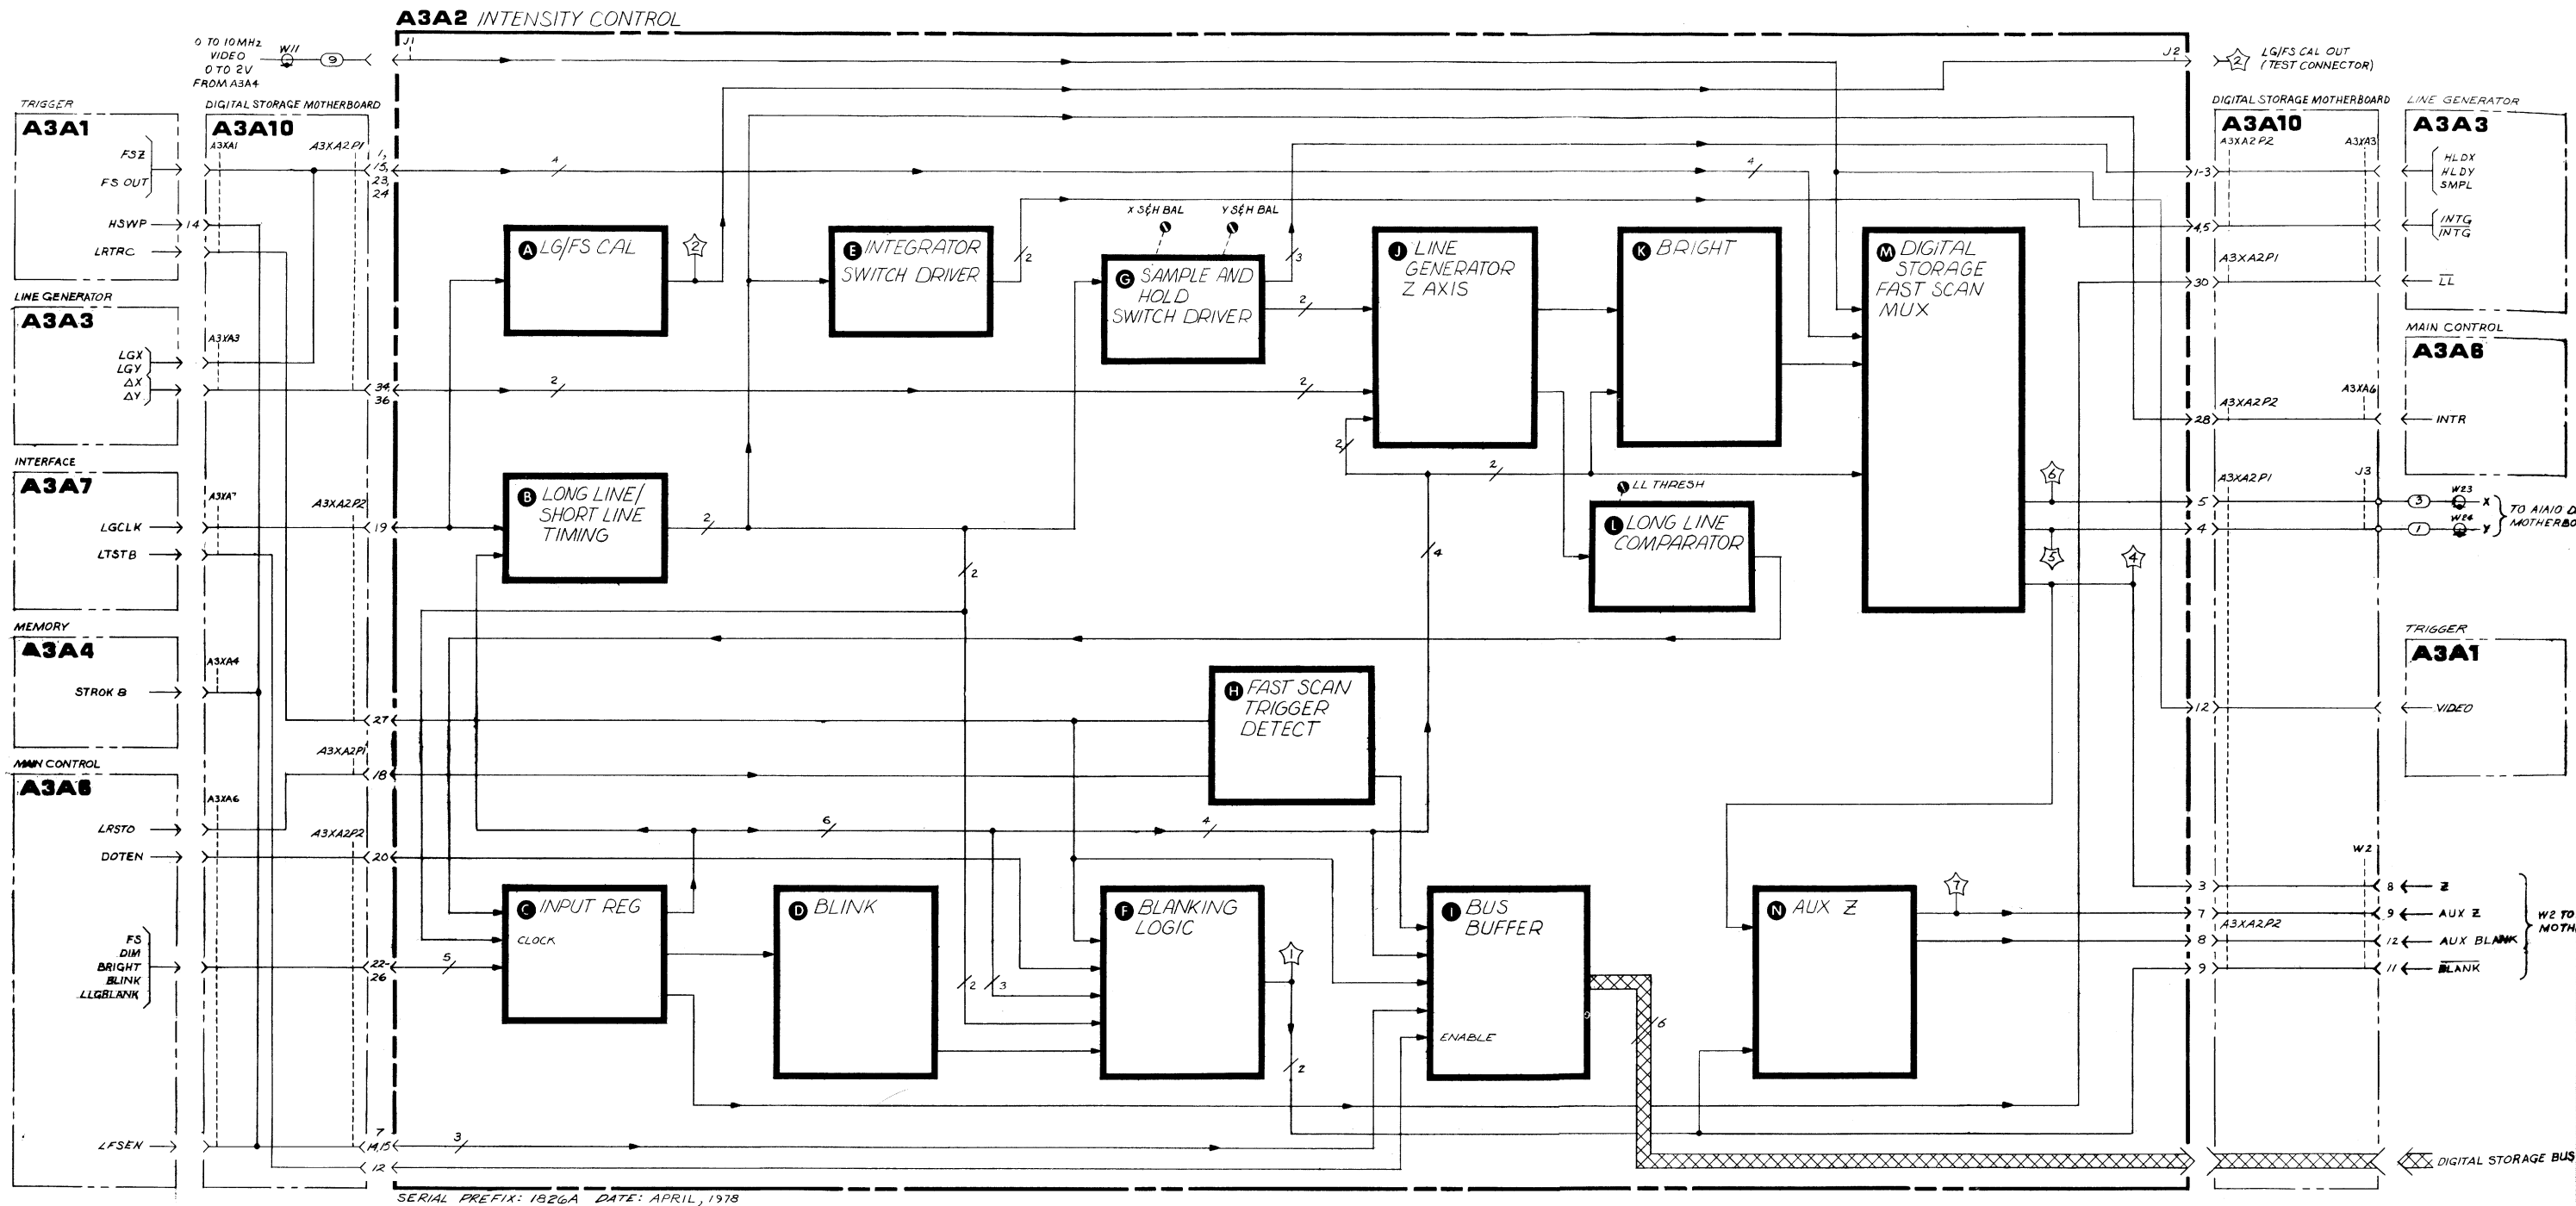 A3A2 INTENSITY CONTROL
0 TO 10MHZ
VIDEO
0 TO 2V
FROM A3A4
W11
9
J1
J2
2
LG/FS CAL OUT
(TEST CONNECTOR)
TRIGGER
A3A1
FSZ
FS OUT
HSWP
LRTRC
14
DIGITAL STORAGE MOTHERBOARD
A3A10
A3XA1
A3XA2P1
1,
15,
23,
24
4
4
LINE GENERATOR
A3A3
LGX
LGY
ΔX
ΔY
A3XA3
34,
36
2
2
INTERFACE
A3A7
LGCLK
LTSTB
A3XA7
A3XA2P2
19
MEMORY
A3A4
STROK B
A3XA4
27
A3XA2P1
18
MAIN CONTROL
A3A6
LRSTO
DOTEN
FS
DIM
BRIGHT
BLINK
LLGBLANK
LFSEN
A3XA6
A3XA2P2
20
22-
26
5
7
14,15
3
12
A LG/FS CAL
2
B LONG LINE/
SHORT LINE
TIMING
2
2
C INPUT REG
CLOCK
D BLINK
E INTEGRATOR
SWITCH DRIVER
2
F BLANKING
LOGIC
2
3
1
2
X S&H BAL
Y S&H BAL
G SAMPLE AND
HOLD
SWITCH DRIVER
3
2
H FAST SCAN
TRIGGER
DETECT
6
4
4
I BUS
BUFFER
ENABLE
6
J LINE
GENERATOR
Z AXIS
2
2
K BRIGHT
LL THRESH
L LONG LINE
COMPARATOR
M DIGITAL
STORAGE
FAST SCAN
MUX
6
5
4
N AUX Z
7
DIGITAL STORAGE MOTHERBOARD
A3A10
A3XA2P2
A3XA3
1-3
4,5
A3XA2P1
30
A3XA2P2
A3XA6
28
A3XA2P1
J3
5
4
12
3
7
8
9
A3XA2P2
W2
LINE GENERATOR
A3A3
HLDX
HLDY
SMPL
INTG
INTG
LL
MAIN CONTROL
A3A6
INTR
3
W23
X
1
W24
Y
TO A1A10 D
MOTHERBO
TRIGGER
A3A1
VIDEO
8 Z
9 AUX Z
12 AUX BLANK
11 BLANK
W2 TO
MOTH
DIGITAL STORAGE BUS
SERIAL PREFIX: 1826A DATE: APRIL, 1978